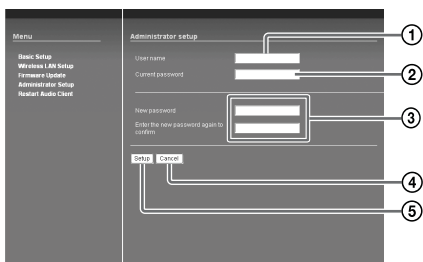 Menu
Basic Setup
Wireless LAN Setup
Firmware Update
Administrator Setup
Restart Audio Client
Administrator setup
User name
Current password
New password
Enter the new password again to
confirm
Setup Cancel
1
2
3
4
5